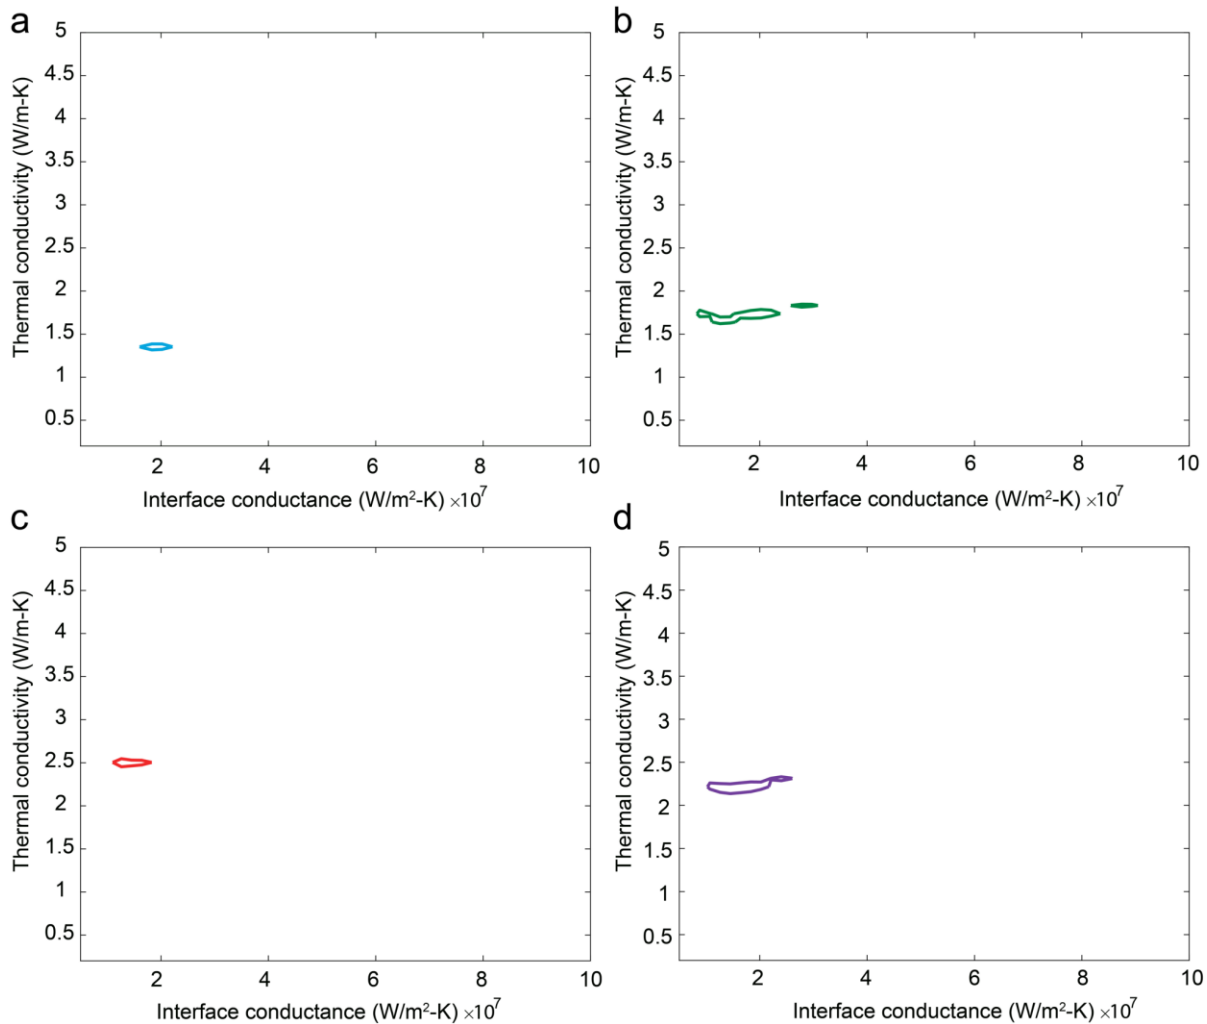 a
5
4.5
4
3.5
3
2.5
2
1.5
1
0.5
Thermal conductivity (W/m-K)
2 4 6 8 10
Interface conductance (W/m²-K) ×10⁷
b
5
4.5
4
3.5
3
2.5
2
1.5
1
0.5
Thermal conductivity (W/m-K)
2 4 6 8 10
Interface conductance (W/m²-K) ×10⁷
c
5
4.5
4
3.5
3
2.5
2
1.5
1
0.5
Thermal conductivity (W/m-K)
2 4 6 8 10
Interface conductance (W/m²-K) ×10⁷
d
5
4.5
4
3.5
3
2.5
2
1.5
1
0.5
Thermal conductivity (W/m-K)
2 4 6 8 10
Interface conductance (W/m²-K) ×10⁷